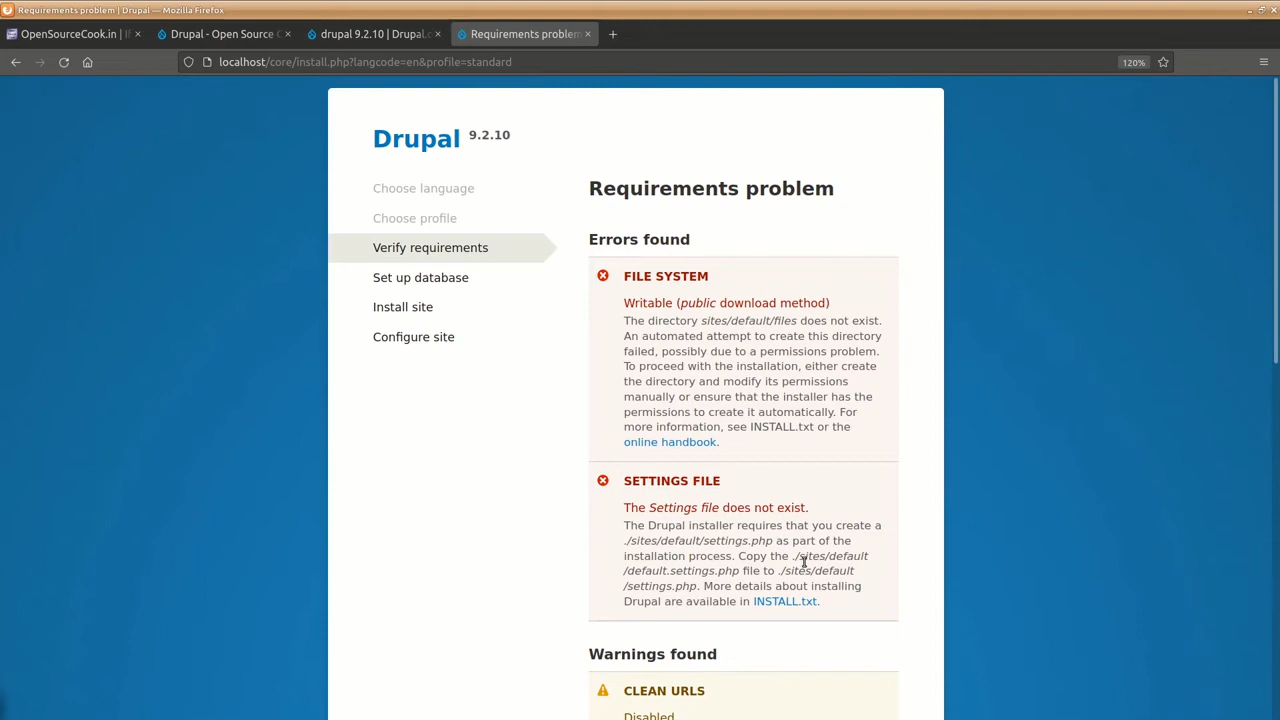 Requirements problem | Drupal — Mozilla Firefox
OpenSourceCook.in |
Drupal - Open Source
drupal 9.2.10 | Drupal.o
Requirements problem
localhost/core/install.php?langcode=en&profile=standard
120%
Drupal 9.2.10
Choose language
Choose profile
Verify requirements
Set up database
Install site
Configure site
Requirements problem
Errors found
FILE SYSTEM
Writable (public download method)
The directory sites/default/files does not exist.
An automated attempt to create this directory
failed, possibly due to a permissions problem.
To proceed with the installation, either create
the directory and modify its permissions
manually or ensure that the installer has the
permissions to create it automatically. For
more information, see INSTALL.txt or the
online handbook.
SETTINGS FILE
The Settings file does not exist.
The Drupal installer requires that you create a
./sites/default/settings.php as part of the
installation process. Copy the ./sites/default
/default.settings.php file to ./sites/default
/settings.php. More details about installing
Drupal are available in INSTALL.txt.
Warnings found
CLEAN URLS
Disabled